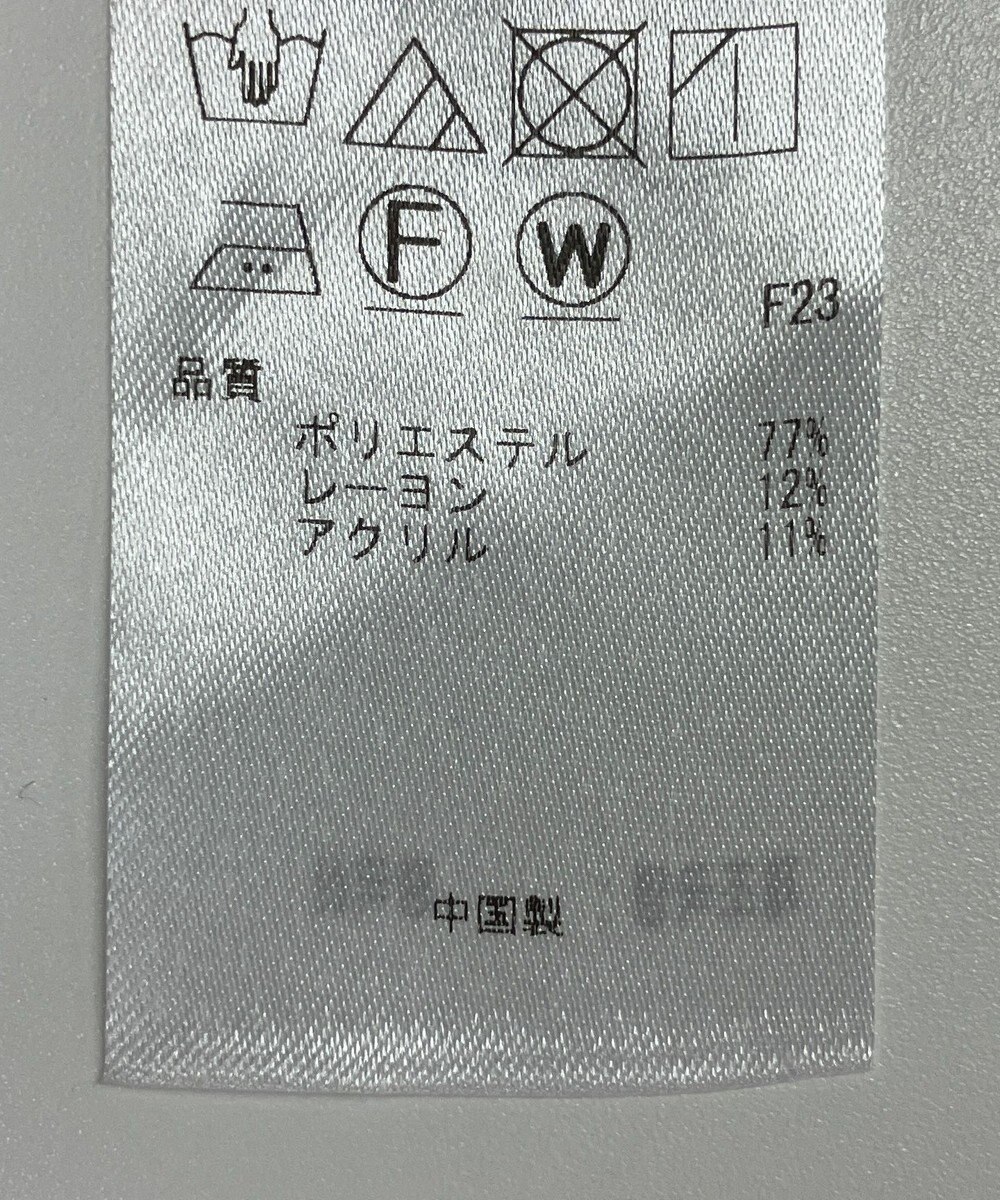 F W
F23
品質
ポリエステル 77%
レーヨン 12%
アクリル 11%
中国製